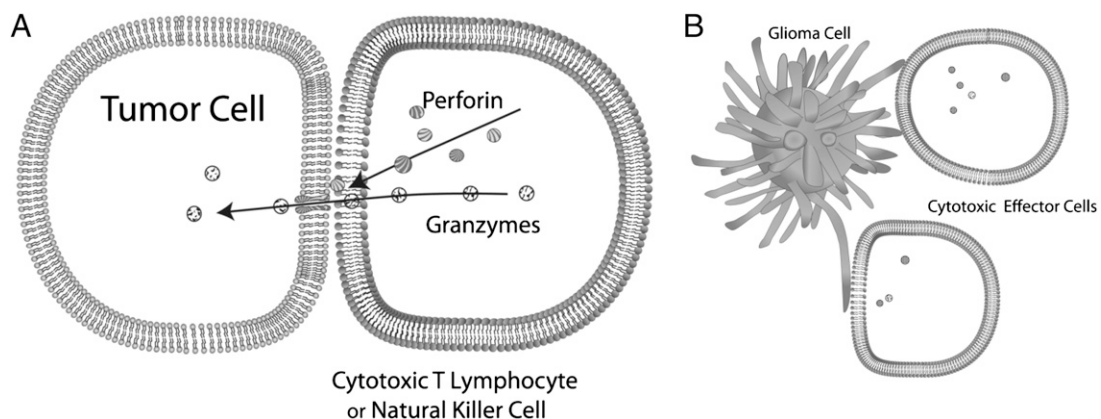 A
Tumor Cell
Perforin
Granzymes
Cytotoxic T Lymphocyte
or Natural Killer Cell
B
Glioma Cell
Cytotoxic Effector Cells